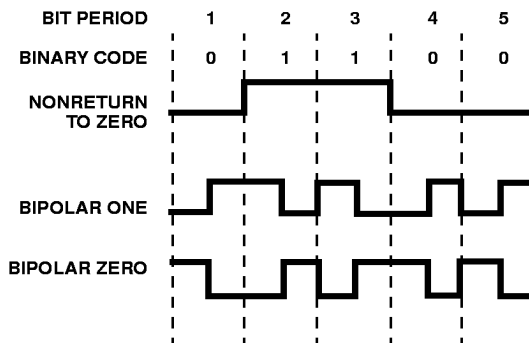 BIT PERIOD 1 2 3 4 5
BINARY CODE 0 1 1 0 0
NONRETURN
TO ZERO
BIPOLAR ONE
BIPOLAR ZERO